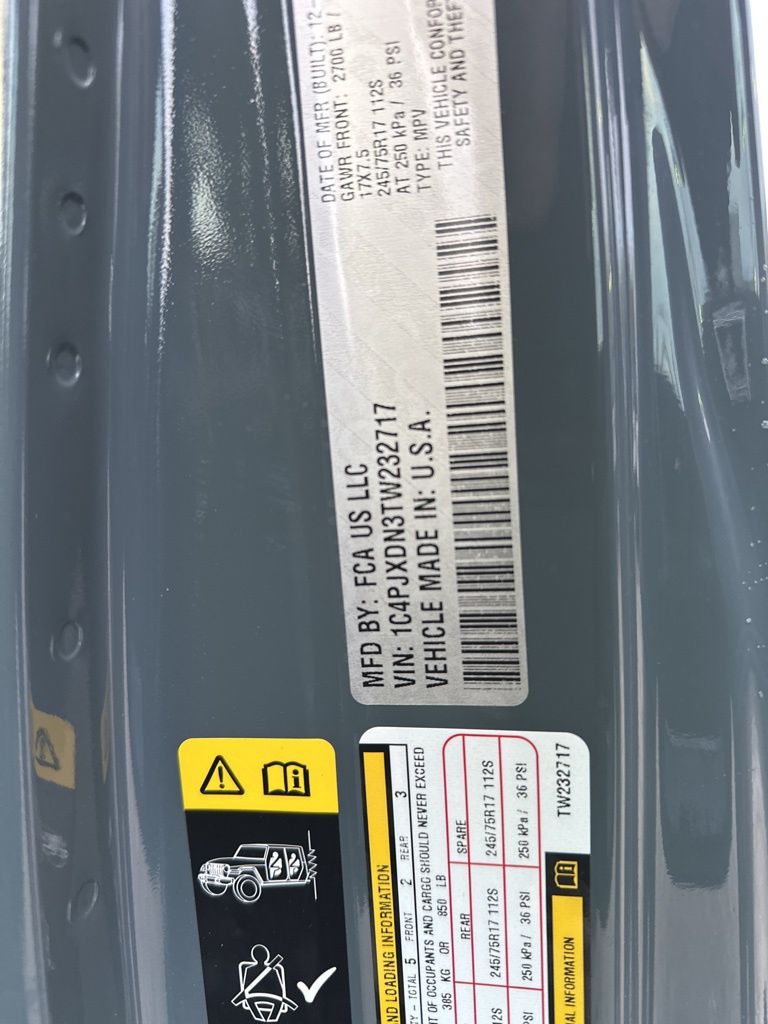 MFD BY: FCA US LLC
DATE OF MFR (BUILT): 12-
VIN: 1C4PJXDN3TW232717
GAWR FRONT: 2700 LB /
VEHICLE MADE IN: U.S.A.
17X7.5
245/75R17 112S
AT 250 kPa / 36 PSI
TYPE: MPV
THIS VEHICLE CONFOR
SAFETY AND THEF
ND LOADING INFORMATION
TY - TOTAL 5 FRONT 2 REAR 3
T OF OCCUPANTS AND CARGO SHOULD NEVER EXCEED
385 KG OR 850 LB
REAR SPARE
12S 245/75R17 112S 245/75R17 112S
PSI 250 kPa / 36 PSI 250 kPa / 36 PSI
AL INFORMATION
TW232717